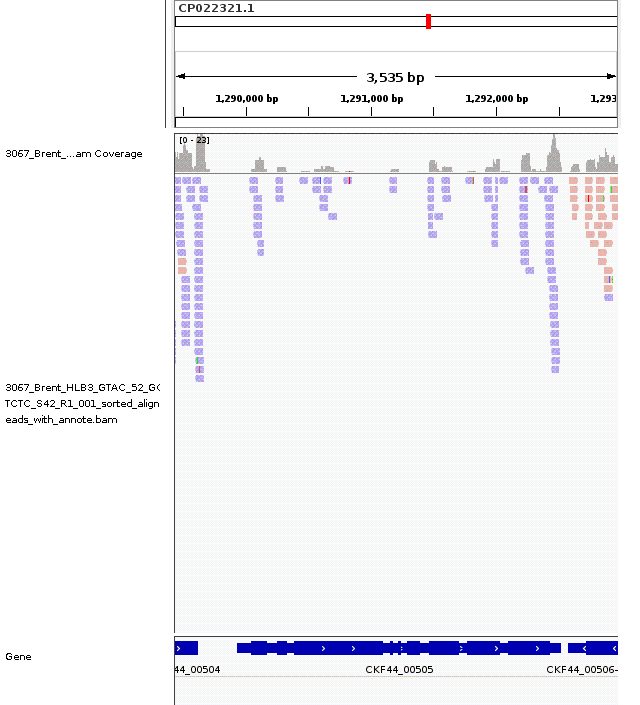 CP022321.1
3,535 bp
1,290,000 bp 1,291,000 bp 1,292,000 bp 1,293
[0 - 23]
3067_Brent_...am Coverage
3067_Brent_HLB3_GTAC_52_GC
TCTC_S42_R1_001_sorted_align
eads_with_annote.bam
Gene
44_00504 CKF44_00505 CKF44_00506-